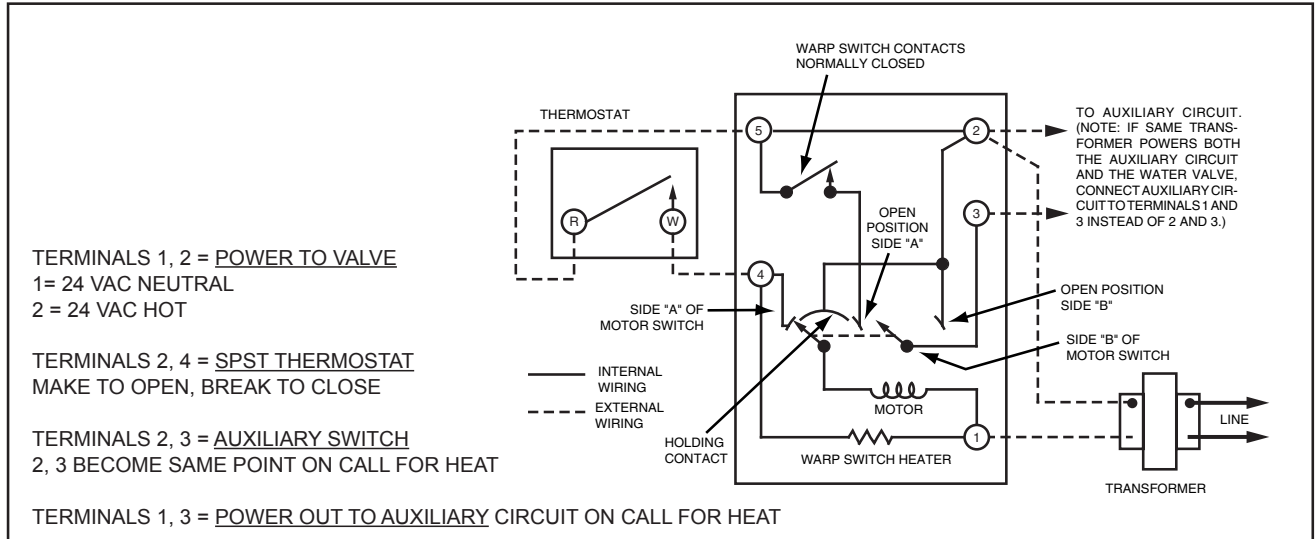 WARP SWITCH CONTACTS
NORMALLY CLOSED
THERMOSTAT
5
2
TO AUXILIARY CIRCUIT.
(NOTE: IF SAME TRANS-
FORMER POWERS BOTH
THE AUXILIARY CIRCUIT
AND THE WATER VALVE,
CONNECT AUXILIARY CIR-
CUIT TO TERMINALS 1 AND
3 INSTEAD OF 2 AND 3.)
R
W
3
OPEN
POSITION
SIDE "A"
4
TERMINALS 1, 2 = POWER TO VALVE
1= 24 VAC NEUTRAL
2 = 24 VAC HOT
TERMINALS 2, 4 = SPST THERMOSTAT
MAKE TO OPEN, BREAK TO CLOSE
TERMINALS 2, 3 = AUXILIARY SWITCH
2, 3 BECOME SAME POINT ON CALL FOR HEAT
TERMINALS 1, 3 = POWER OUT TO AUXILIARY CIRCUIT ON CALL FOR HEAT
SIDE "A" OF
MOTOR SWITCH
OPEN POSITION
SIDE "B"
SIDE "B" OF
MOTOR SWITCH
INTERNAL
WIRING
EXTERNAL
WIRING
MOTOR
HOLDING
CONTACT
WARP SWITCH HEATER
1
LINE
TRANSFORMER